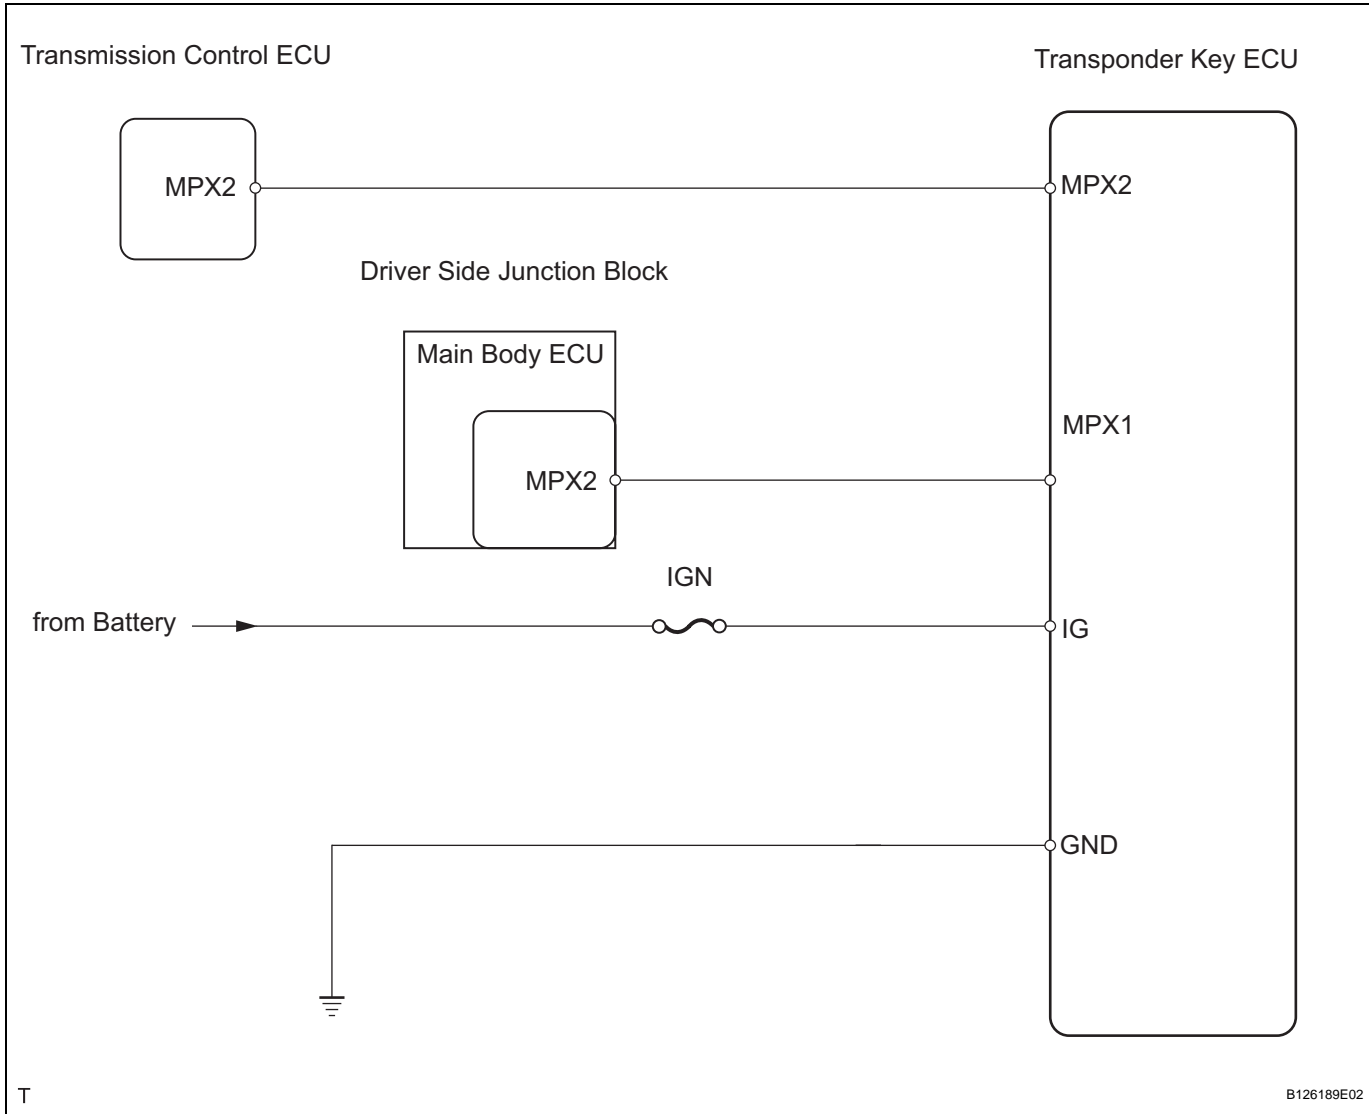 Transmission Control ECU
Transponder Key ECU
MPX2
MPX2
Driver Side Junction Block
Main Body ECU
MPX1
MPX2
IGN
from Battery
IG
GND
T
B126189E02